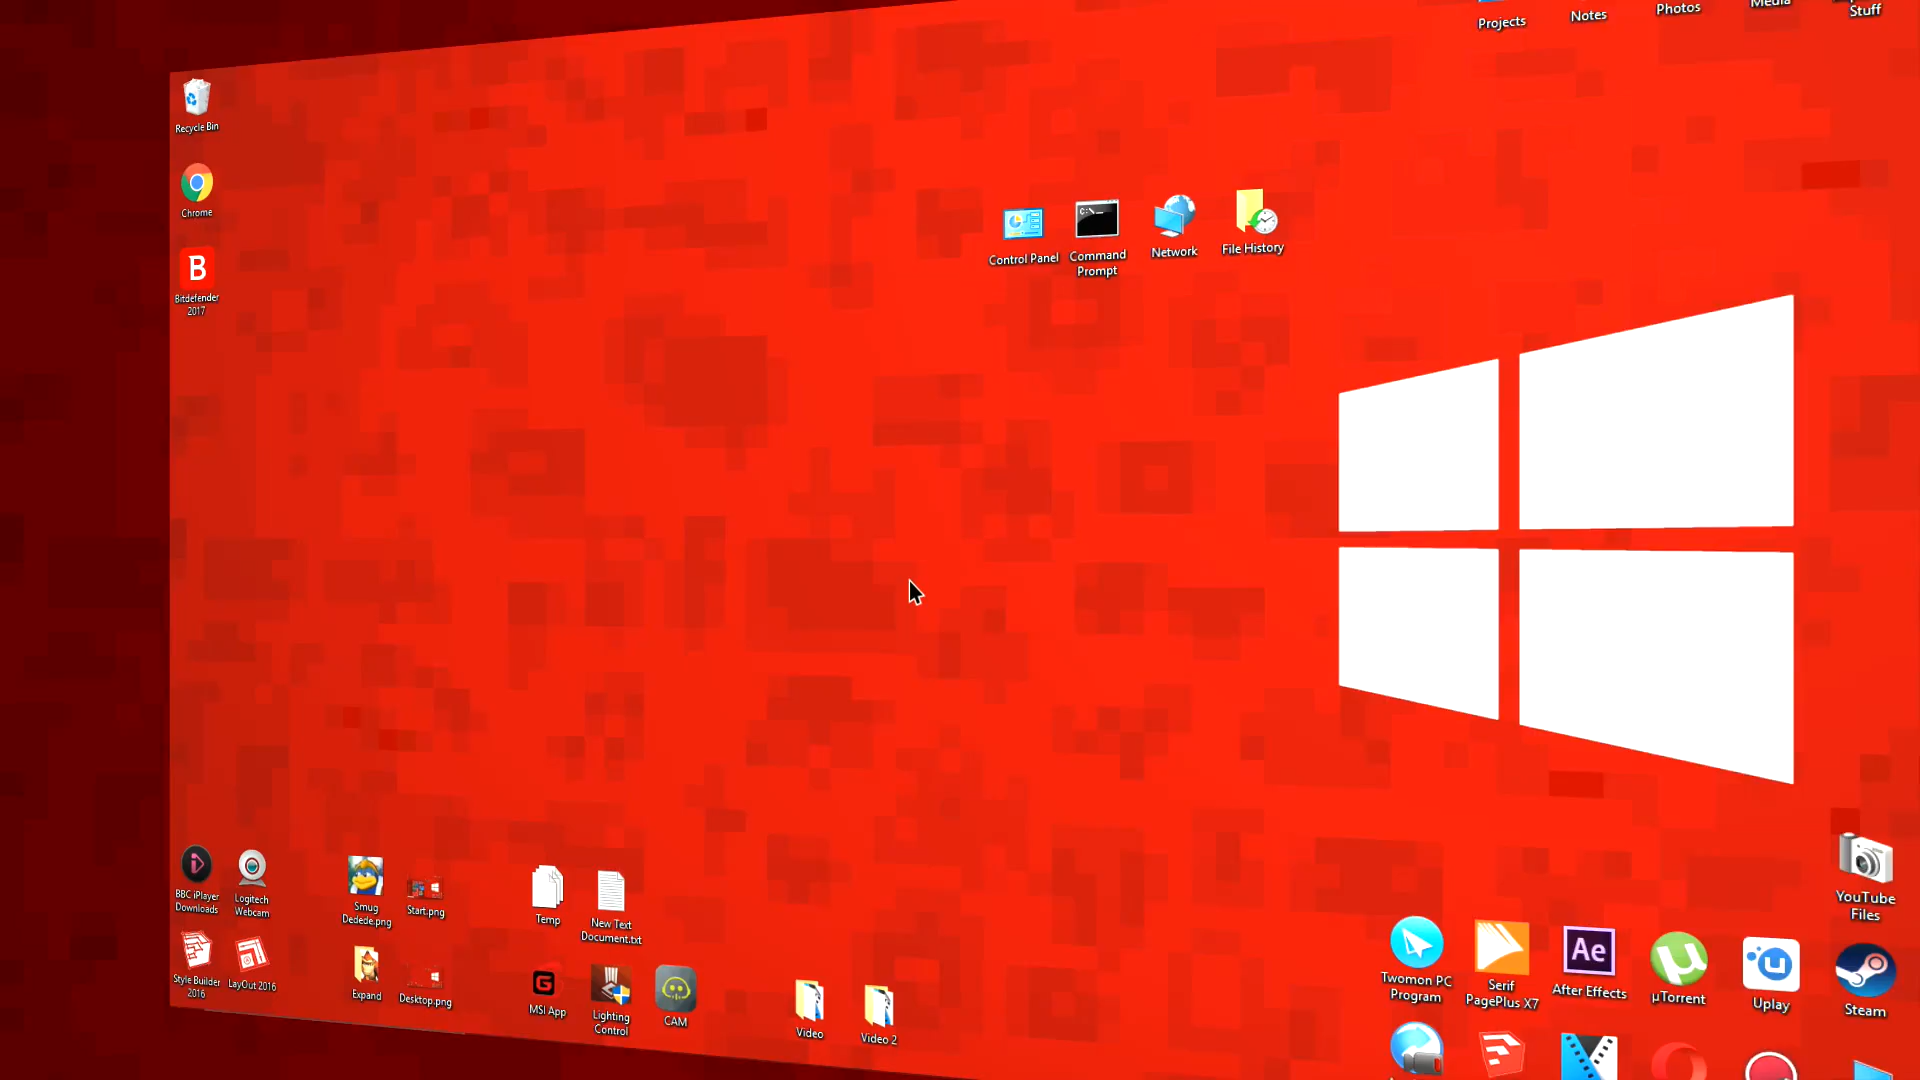 Projects
Notes
Photos
Media
Stuff
Recycle Bin
Chrome
B
Bitdefender
2017
C:\_
Control Panel
Command
Prompt
Network
File History
BBC iPlayer
Downloads
Logitech
Webcam
Smug
Dedede.png
Start.png
Temp
New Text
Document.txt
Style Builder
2016
LayOut 2016
Expand
Desktop.png
G
MSI App
Lighting
Control
CAM
Video
Video 2
YouTube
Files
Twomon PC
Program
Serif
PagePlus X7
Ae
After Effects
µ
µTorrent
u
Uplay
Steam